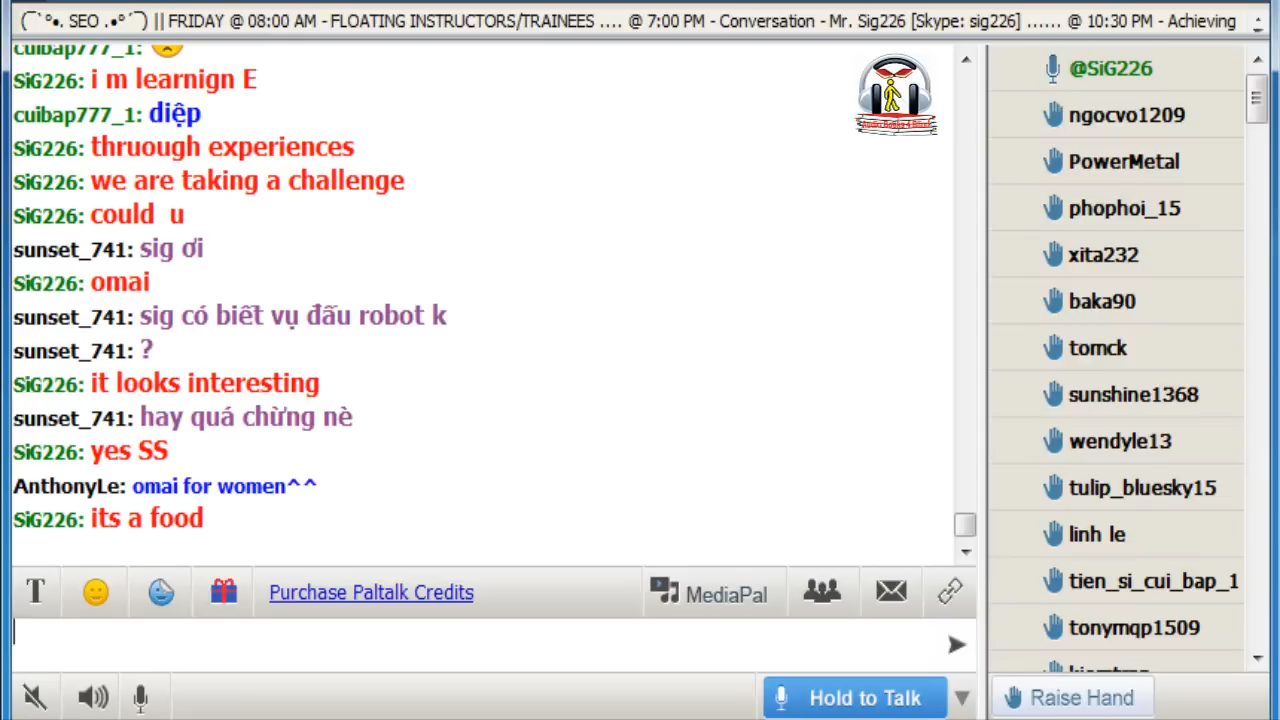 (¯`°•. SEO .•°´¯) || FRIDAY @ 08:00 AM - FLOATING INSTRUCTORS/TRAINEES .... @ 7:00 PM - Conversation - Mr. Sig226 [Skype: sig226] ...... @ 10:30 PM - Achieving
cuibap777_1:
SiG226: i m learnign E
cuibap777_1: diệp
SiG226: thruough experiences
SiG226: we are taking a challenge
SiG226: could u
sunset_741: sig ơi
SiG226: omai
sunset_741: sig có biết vụ đấu robot k
sunset_741: ?
SiG226: it looks interesting
sunset_741: hay quá chừng nè
SiG226: yes SS
AnthonyLe: omai for women^^
SiG226: its a food
T
Purchase Paltalk Credits
MediaPal
Hold to Talk
@SiG226
ngocvo1209
PowerMetal
phophoi_15
xita232
baka90
tomck
sunshine1368
wendyle13
tulip_bluesky15
linh le
tien_si_cui_bap_1
tonymqp1509
Raise Hand